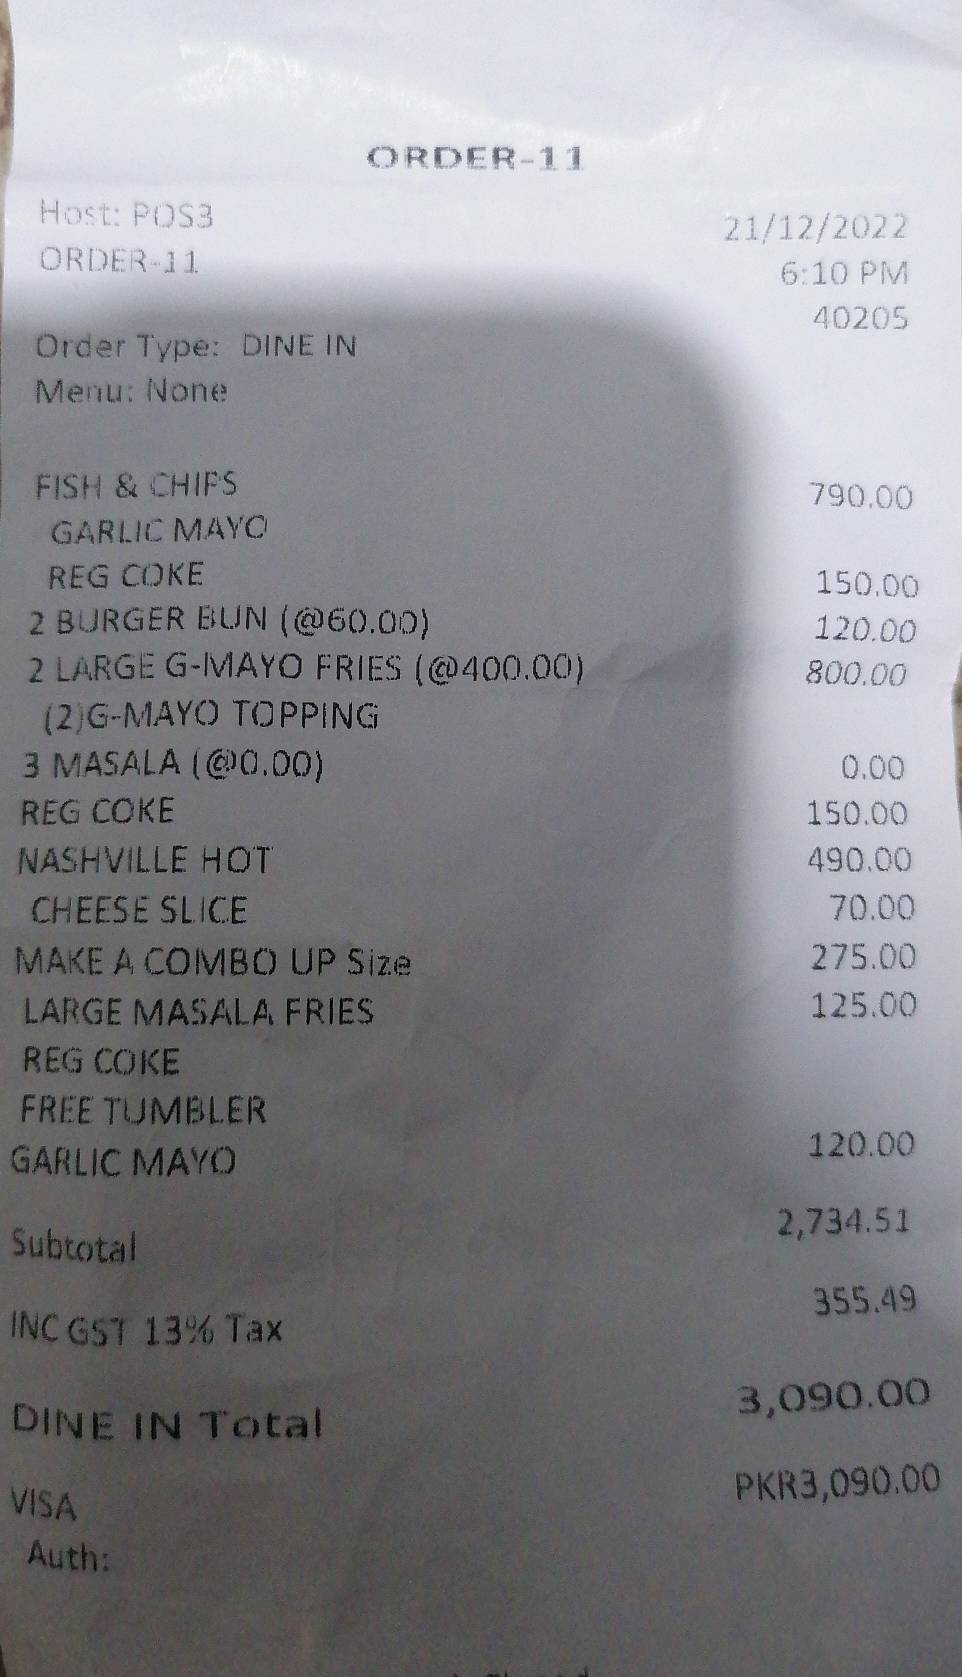 ORDER-11
Host: POS3 21/12/2022
ORDER-11 6:10 PM
40205
Order Type: DINE IN
Menu: None
FISH & CHIPS 790.00
GARLIC MAYO
REG COKE 150.00
2 BURGER BUN (@60.00) 120.00
2 LARGE G-MAYO FRIES (@400.00) 800.00
(2)G-MAYO TOPPING
3 MASALA (@0.00) 0.00
REG COKE 150.00
NASHVILLE HOT 490.00
CHEESE SLICE 70.00
MAKE A COMBO UP Size 275.00
LARGE MASALA FRIES 125.00
REG COKE
FREE TUMBLER
GARLIC MAYO 120.00
Subtotal 2,734.51
INC GST 13% Tax 355.49
DINE IN Total 3,090.00
VISA PKR3,090.00
Auth: